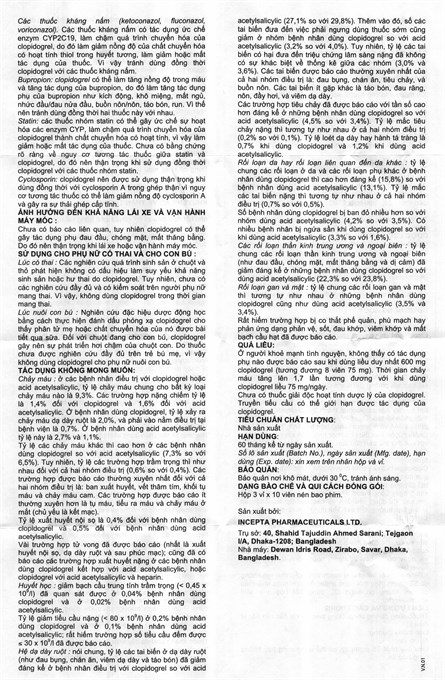 Các thuốc kháng nấm (ketoconazol, fluconazol,
voriconazol). Các thuốc kháng nấm có tác dụng ức chế
enzym CYP2C19, làm chậm quá trình chuyển hóa của
clopidogrel, do đó làm giảm nồng độ của chất chuyển hóa
có hoạt tính thiol trong huyết tương, làm giảm hoặc mất
tác dụng của thuốc. Vì vậy tránh dùng đồng thời
clopidogrel với các thuốc kháng nấm.
Bupropion: clopidogrel có thể làm tăng nồng độ trong máu
và tăng tác dụng của bupropion, do đó làm tăng tác dụng
phụ của bupropion như kích động, khô miệng, mất ngủ,
nhức đầu/nửa đầu, buồn nôn/nôn, táo bón, run. Vì thế
nên tránh dùng đồng thời hai thuốc này với nhau.
Statin: các thuốc nhóm statin có thể gây ức chế sự hoạt
hóa các enzym CYP, làm chậm quá trình chuyển hóa của
clopidogrel thành chất chuyển hóa có hoạt tính, vì vậy làm
giảm hoặc mất tác dụng của thuốc. Chưa có bằng chứng
rõ ràng về nguy cơ tương tác thuốc giữa statin và
clopidogrel, do đó nên thận trọng khi sử dụng đồng thời
clopidogrel với các thuốc nhóm statin.
Cyclosporin: clopidogrel nên được sử dụng thận trọng khi
dùng đồng thời với cyclosporin A trong ghép thận vì nguy
cơ tương tác thuốc có thể làm giảm nồng độ cyclosporin A
và gây ra sự thải ghép cấp tính.
ẢNH HƯỞNG ĐẾN KHẢ NĂNG LÁI XE VÀ VẬN HÀNH
MÁY MÓC :
Chưa có báo cáo liên quan, tuy nhiên clopidogrel có thể
gây tác dụng phụ đau đầu, chóng mặt, mất thăng bằng.
Do đó nên thận trọng khi lái xe hoặc vận hành máy móc.
SỬ DỤNG CHO PHỤ NỮ CÓ THAI VÀ CHO CON BÚ :
Lúc có thai : Các nghiên cứu quá trình sinh sản ở chuột và
thỏ phát hiện không có dấu hiệu làm suy yếu khả năng
sinh sản hoặc hư thai do clopidogrel. Tuy nhiên, chưa có
các nghiên cứu đầy đủ và có kiểm soát trên người phụ nữ
mang thai. Vì vậy, không dùng clopidogrel trong thời gian
mang thai.
Lúc nuôi con bú : Nghiên cứu đặc hiệu dược động học
bằng cách thực hiện đánh dấu phóng xạ clopidogrel cho
thấy phân tử mẹ hoặc chất chuyển hóa của nó được bài
tiết qua sữa. Đối với chuột đang cho con bú, clopidogrel
gây nên sự phát triển hơi chậm của chuột con. Do thuốc
chưa được nghiên cứu đầy đủ trên trẻ bú mẹ, vì vậy
không dùng clopidogrel cho phụ nữ nuôi con bú.
TÁC DỤNG KHÔNG MONG MUỐN:
Chảy máu : ở các bệnh nhân điều trị với clopidogrel hoặc
acid acetylsalicylic, tỷ lệ chảy máu chung cho bất kỳ loại
chảy máu nào là 9,3%. Các trường hợp nặng chiếm tỷ lệ
là 1,4% đối với clopidogrel và 1,6% đối với acid
acetylsalicylic. Ở bệnh nhân dùng clopidogrel, tỷ lệ xảy ra
chảy máu dạ dày ruột là 2,0%, và phải vào nằm điều trị tại
bệnh viện là 0,7%. Ở bệnh nhân dùng acid acetylsalicylic
tỷ lệ này là 2,7% và 1,1%.
Tỷ lệ các chảy máu khác thì cao hơn ở các bệnh nhân
dùng clopidogrel so với acid acetylsalicylic (7,3% so với
6,5%). Tuy nhiên, tỷ lệ các trường hợp trầm trọng thì như
nhau đối với cả hai nhóm điều trị (0,6% so với 0,4%). Các
trường hợp được báo cáo thường xuyên nhất đối với cả
hai nhóm điều trị là: ban xuất huyết, vết thâm tím, khối tụ
máu và chảy máu cam. Các trường hợp được báo cáo ít
thường xuyên hơn là tụ máu, tiểu ra máu và chảy máu ở
mắt (chủ yếu là kết mạc).
Tỷ lệ xuất huyết nội sọ là 0,4% đối với bệnh nhân dùng
clopidogrel và 0,5% đối với bệnh nhân dùng acid
acetylsalicylic.
Vài trường hợp tử vong đã được báo cáo (nhất là xuất
huyết nội sọ, dạ dày ruột và sau phúc mạc); cũng đã có
báo cáo các trường hợp xuất huyết nặng ở các bệnh nhân
dùng clopidogrel kết hợp với acid acetylsalicylic, hoặc
clopidogrel với acid acetylsalicylic và heparin.
Huyết học : giảm bạch cầu trung tính trầm trọng (< 0,45 x
10⁹/l) đã quan sát được ở 0,04% bệnh nhân dùng
clopidogrel và ở 0,02% bệnh nhân dùng acid
acetylsalicylic.
Tỷ lệ giảm tiểu cầu nặng (< 80 x 10⁹/l) ở 0,2% bệnh nhân
dùng clopidogrel và ở 0,1% bệnh nhân dùng acid
acetylsalicylic; rất hiếm trường hợp số tiểu cầu đếm được
≤ 30 x 10⁹/l đã được báo cáo.
Hệ dạ dày ruột : nói chung, tỷ lệ các tai biến ở dạ dày ruột
(như đau bụng, chán ăn, viêm dạ dày và táo bón) đã giảm
đáng kể ở bệnh nhân điều trị với clopidogrel so với acid
acetylsalicylic (27,1% so với 29,8%). Thêm vào đó, số các
tai biến đưa đến việc phải ngưng dùng thuốc sớm cũng
giảm ở nhóm bệnh nhân dùng clopidogrel so với acid
acetylsalicylic (3,2% so với 4,0%). Tuy nhiên, tỷ lệ các tai
biến có hại đưa đến triệu chứng lâm sàng nặng đã không
có sự khác biệt về thống kê giữa các nhóm (3,0% và
3,6%). Các tai biến được báo cáo thường xuyên nhất của
cả hai nhóm điều trị là: đau bụng, chán ăn, tiêu chảy, và
buồn nôn. Các tai biến ít gặp khác là táo bón, đau răng,
nôn, đầy hơi, và viêm dạ dày.
Các trường hợp tiêu chảy đã được báo cáo với tần số cao
hơn đáng kể ở những bệnh nhân dùng clopidogrel so với
acid acetylsalicylic (4,5% so với 3,4%). Tỷ lệ mắc tiêu
chảy nặng thì tương tự như nhau ở cả hai nhóm điều trị
(0,2% so với 0,1%). Tỷ lệ loét dạ dày hay hành tá tràng là
0,7% khi dùng clopidogrel và 1,2% khi dùng acid
acetylsalicylic.
Rối loạn da hay rối loạn liên quan đến da khác : tỷ lệ
chung các rối loạn ở da và các rối loạn phụ khác ở bệnh
nhân dùng clopidogrel thì cao hơn đáng kể (15,8%) so với
bệnh nhân dùng acid acetylsalicylic (13,1%). Tỷ lệ mắc
các tai biến nặng thì tương tự như nhau ở cả hai nhóm
điều trị (0,7% so với 0,5%).
Số bệnh nhân dùng clopidogrel bị ban đỏ nhiều hơn so với
nhóm dùng acid acetylsalicylic (4,2% so với 3,5%). Có
nhiều bệnh nhân bị ngứa sẩn khi dùng clopidogrel so với
khi dùng acid acetylsalicylic (3,3% so với 1,6%).
Các rối loạn thần kinh trung ương và ngoại biên : tỷ lệ
chung các rối loạn thần kinh trung ương và ngoại biên
(như đau đầu, chóng mặt, mất thăng bằng và dị cảm) đã
giảm đáng kể ở những bệnh nhân dùng clopidogrel so với
dùng acid acetylsalicylic (22,3% so với 23,8%).
Rối loạn gan và mật : tỷ lệ chung các rối loạn gan và mật
thì tương tự như nhau ở những bệnh nhân dùng
clopidogrel cũng như dùng acid acetylsalicylic (3,5% và
3,4%).
Rất hiếm trường hợp bị co thắt phế quản, phù mạch hay
phản ứng dạng phản vệ, sốt, đau khớp, viêm khớp và mất
bạch cầu hạt đã được báo cáo.
QUÁ LIỀU:
Ở người khoẻ mạnh tình nguyện, không thấy có tác dụng
phụ nào được báo cáo sau khi dùng liều duy nhất 600 mg
clopidogrel (tương đương 8 viên 75 mg). Thời gian chảy
máu tăng lên 1,7 lần tương đương với khi dùng
clopidogrel liều 75 mg/ngày.
Chưa có thuốc giải độc hoạt tính dược lý của clopidogrel.
Truyền tiểu cầu có thể giới hạn được tác dụng của
clopidogrel.
TIÊU CHUẨN CHẤT LƯỢNG:
Nhà sản xuất.
HẠN DÙNG:
60 tháng kể từ ngày sản xuất.
Số lô sản xuất (Batch No.), ngày sản xuất (Mfg. date), hạn
dùng (Exp. date): xin xem trên nhãn hộp và vỉ.
BẢO QUẢN:
Bảo quản nơi khô mát, dưới 30 °C, tránh ánh sáng.
DẠNG BÀO CHẾ VÀ QUI CÁCH ĐÓNG GÓI:
Hộp 3 vỉ x 10 viên nén bao phim.
Sản xuất bởi:
INCEPTA PHARMACEUTICALS.LTD.
Trụ sở: 40, Shahid Tajuddin Ahmed Sarani; Tejgaon
I/A, Dhaka-1208; Bangladesh
Nhà máy: Dewan Idris Road, Zirabo, Savar, Dhaka,
Bangladesh.
V.N.01